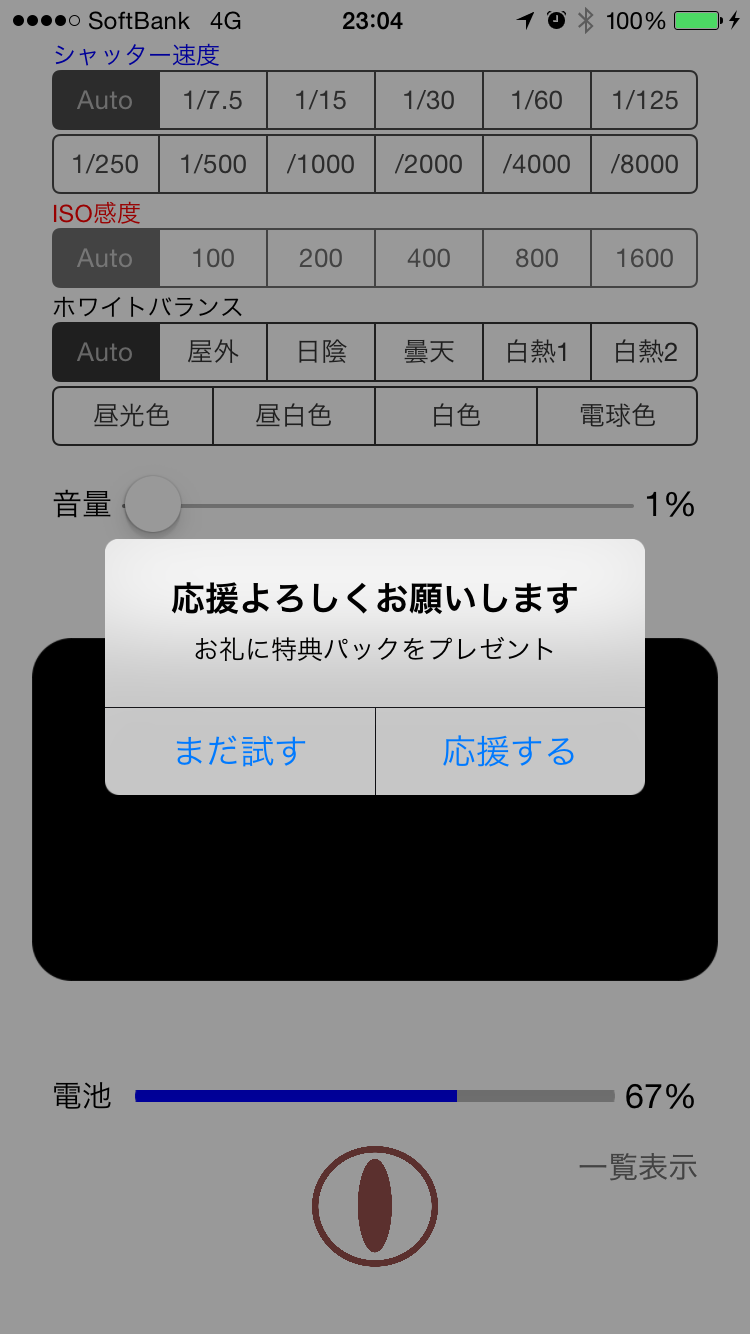 SoftBank 4G 23:04 100%
シャッター速度
Auto 1/7.5 1/15 1/30 1/60 1/125
1/250 1/500 /1000 /2000 /4000 /8000
ISO感度
Auto 100 200 400 800 1600
ホワイトバランス
Auto 屋外 日陰 曇天 白熱1 白熱2
昼光色 昼白色 白色 電球色
音量 1%
応援よろしくお願いします
お礼に特典パックをプレゼント
まだ試す 応援する
電池 67%
一覧表示